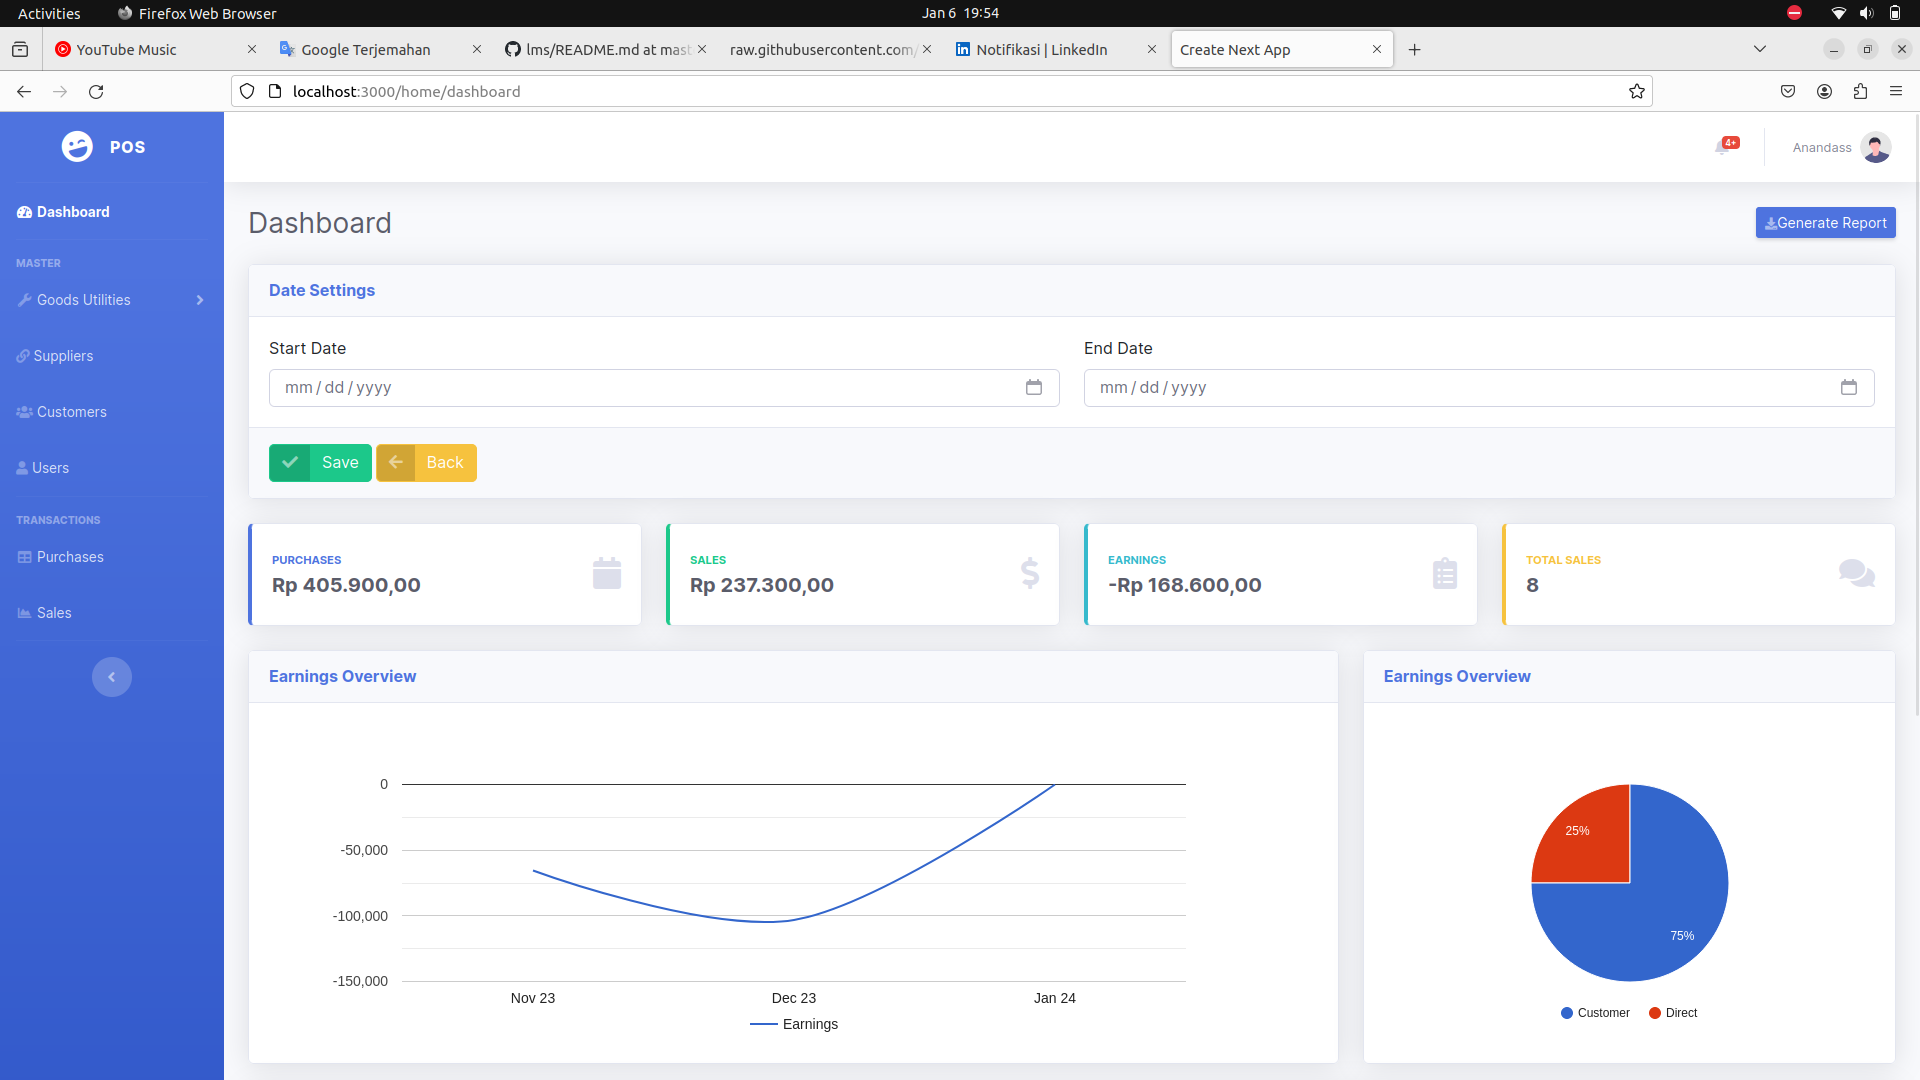 Activities Firefox Web Browser Jan 6 19:54
YouTube Music Google Terjemahan lms/README.md at mast raw.githubusercontent.com/ Notifikasi | LinkedIn Create Next App
localhost:3000/home/dashboard
POS
4+
Anandass
Dashboard
MASTER
Goods Utilities
Suppliers
Customers
Users
TRANSACTIONS
Purchases
Sales
Dashboard
Generate Report
Date Settings
Start Date End Date
mm / dd / yyyy mm / dd / yyyy
Save Back
PURCHASES
Rp 405.900,00
SALES
Rp 237.300,00
EARNINGS
-Rp 168.600,00
TOTAL SALES
8
Earnings Overview
0
-50,000
-100,000
-150,000
Nov 23 Dec 23 Jan 24
Earnings
Earnings Overview
25%
75%
Customer Direct